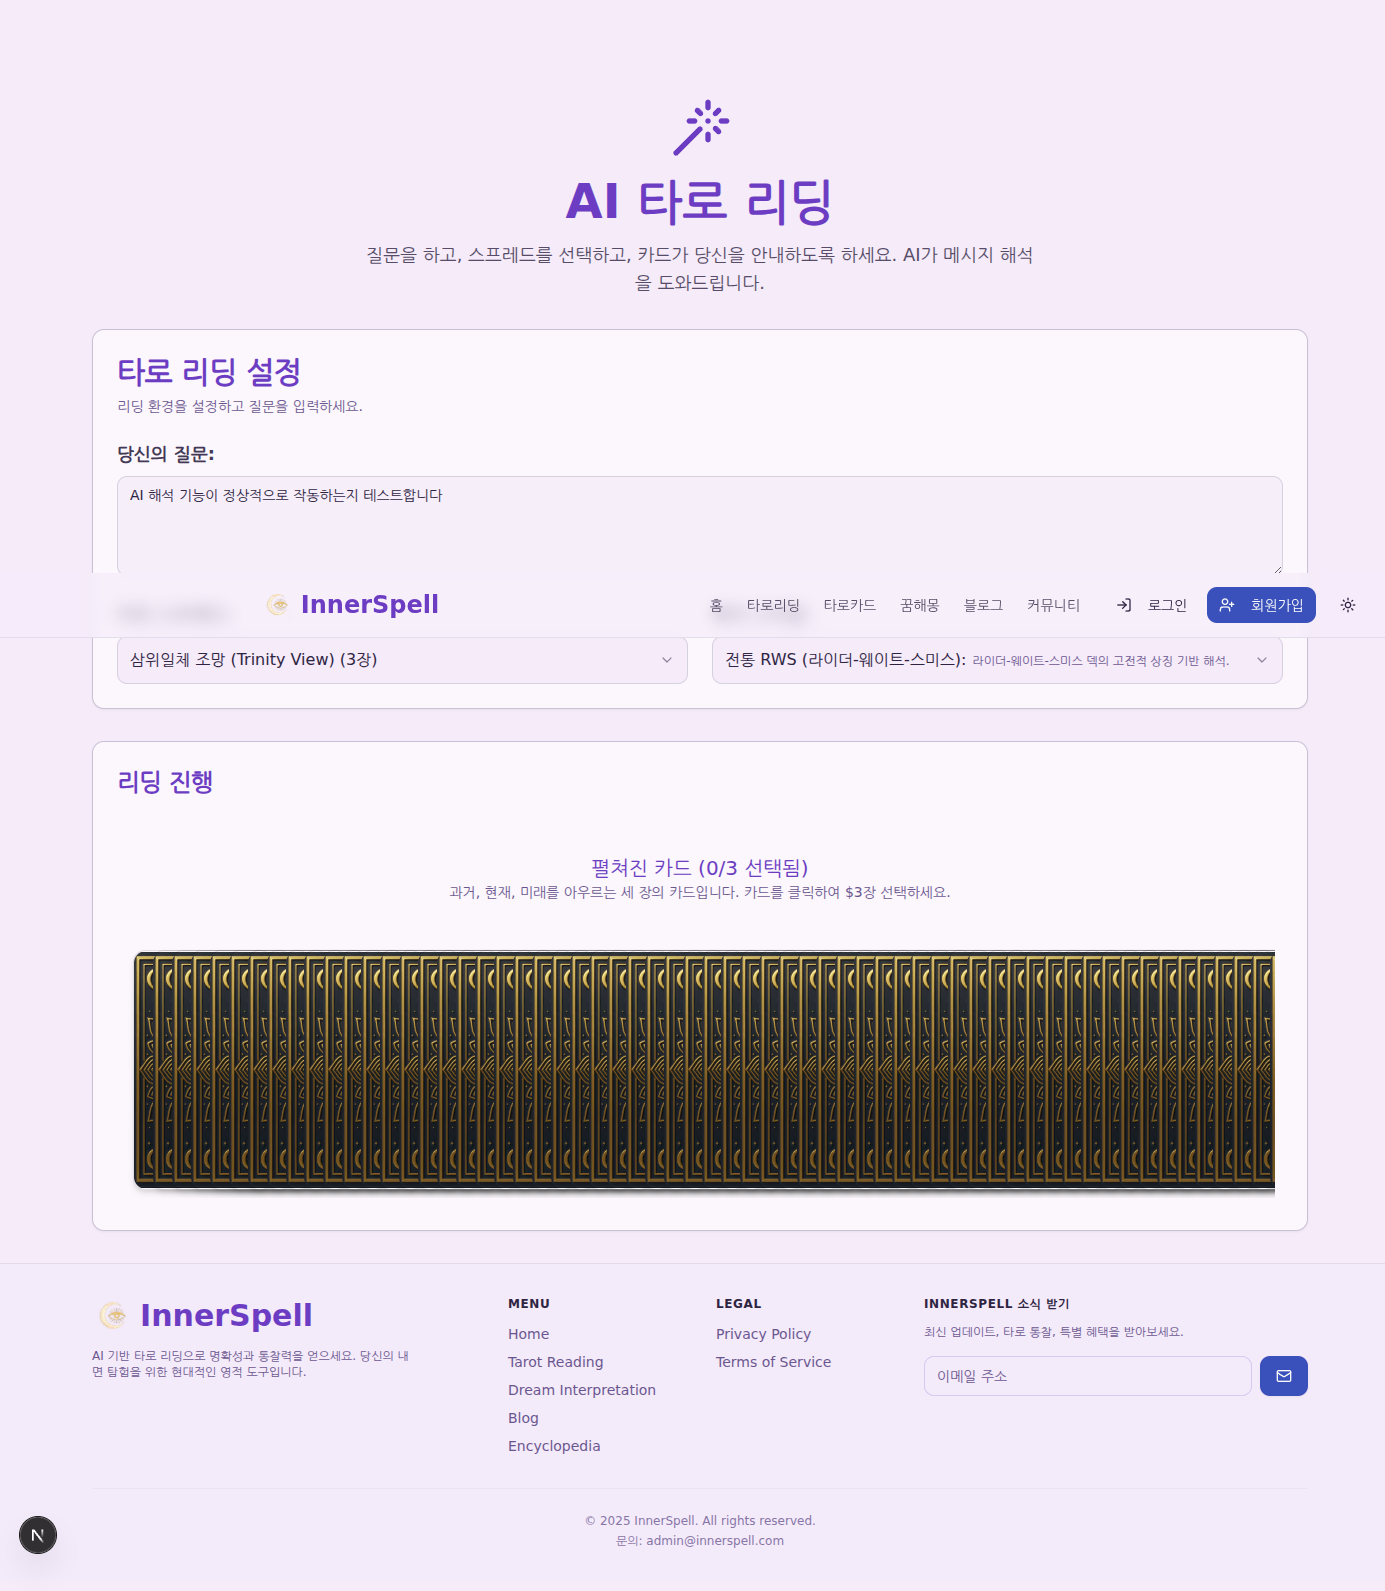 AI 타로 리딩
질문을 하고, 스프레드를 선택하고, 카드가 당신을 안내하도록 하세요. AI가 메시지 해석
을 도와드립니다.
타로 리딩 설정
리딩 환경을 설정하고 질문을 입력하세요.
당신의 질문:
AI 해석 기능이 정상적으로 작동하는지 테스트합니다
InnerSpell
홈 타로리딩 타로카드 꿈해몽 블로그 커뮤니티 로그인 회원가입
삼위일체 조망 (Trinity View) (3장)
전통 RWS (라이더-웨이트-스미스): 라이더-웨이트-스미스 덱의 고전적 상징 기반 해석.
리딩 진행
펼쳐진 카드 (0/3 선택됨)
과거, 현재, 미래를 아우르는 세 장의 카드입니다. 카드를 클릭하여 $3장 선택하세요.
InnerSpell
AI 기반 타로 리딩으로 명확성과 통찰력을 얻으세요. 당신의 내
면 탐험을 위한 현대적인 영적 도구입니다.
MENU
Home
Tarot Reading
Dream Interpretation
Blog
Encyclopedia
LEGAL
Privacy Policy
Terms of Service
INNERSPELL 소식 받기
최신 업데이트, 타로 통찰, 특별 혜택을 받아보세요.
이메일 주소
© 2025 InnerSpell. All rights reserved.
문의: admin@innerspell.com
N